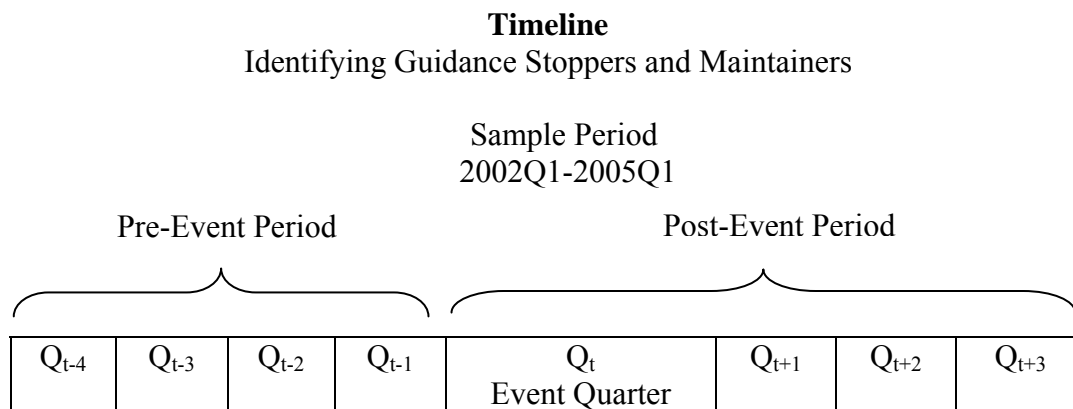 Timeline
Identifying Guidance Stoppers and Maintainers
Sample Period
2002Q1-2005Q1
Pre-Event Period Post-Event Period
Qt-4 Qt-3 Qt-2 Qt-1 Qt Qt+1 Qt+2 Qt+3
Event Quarter